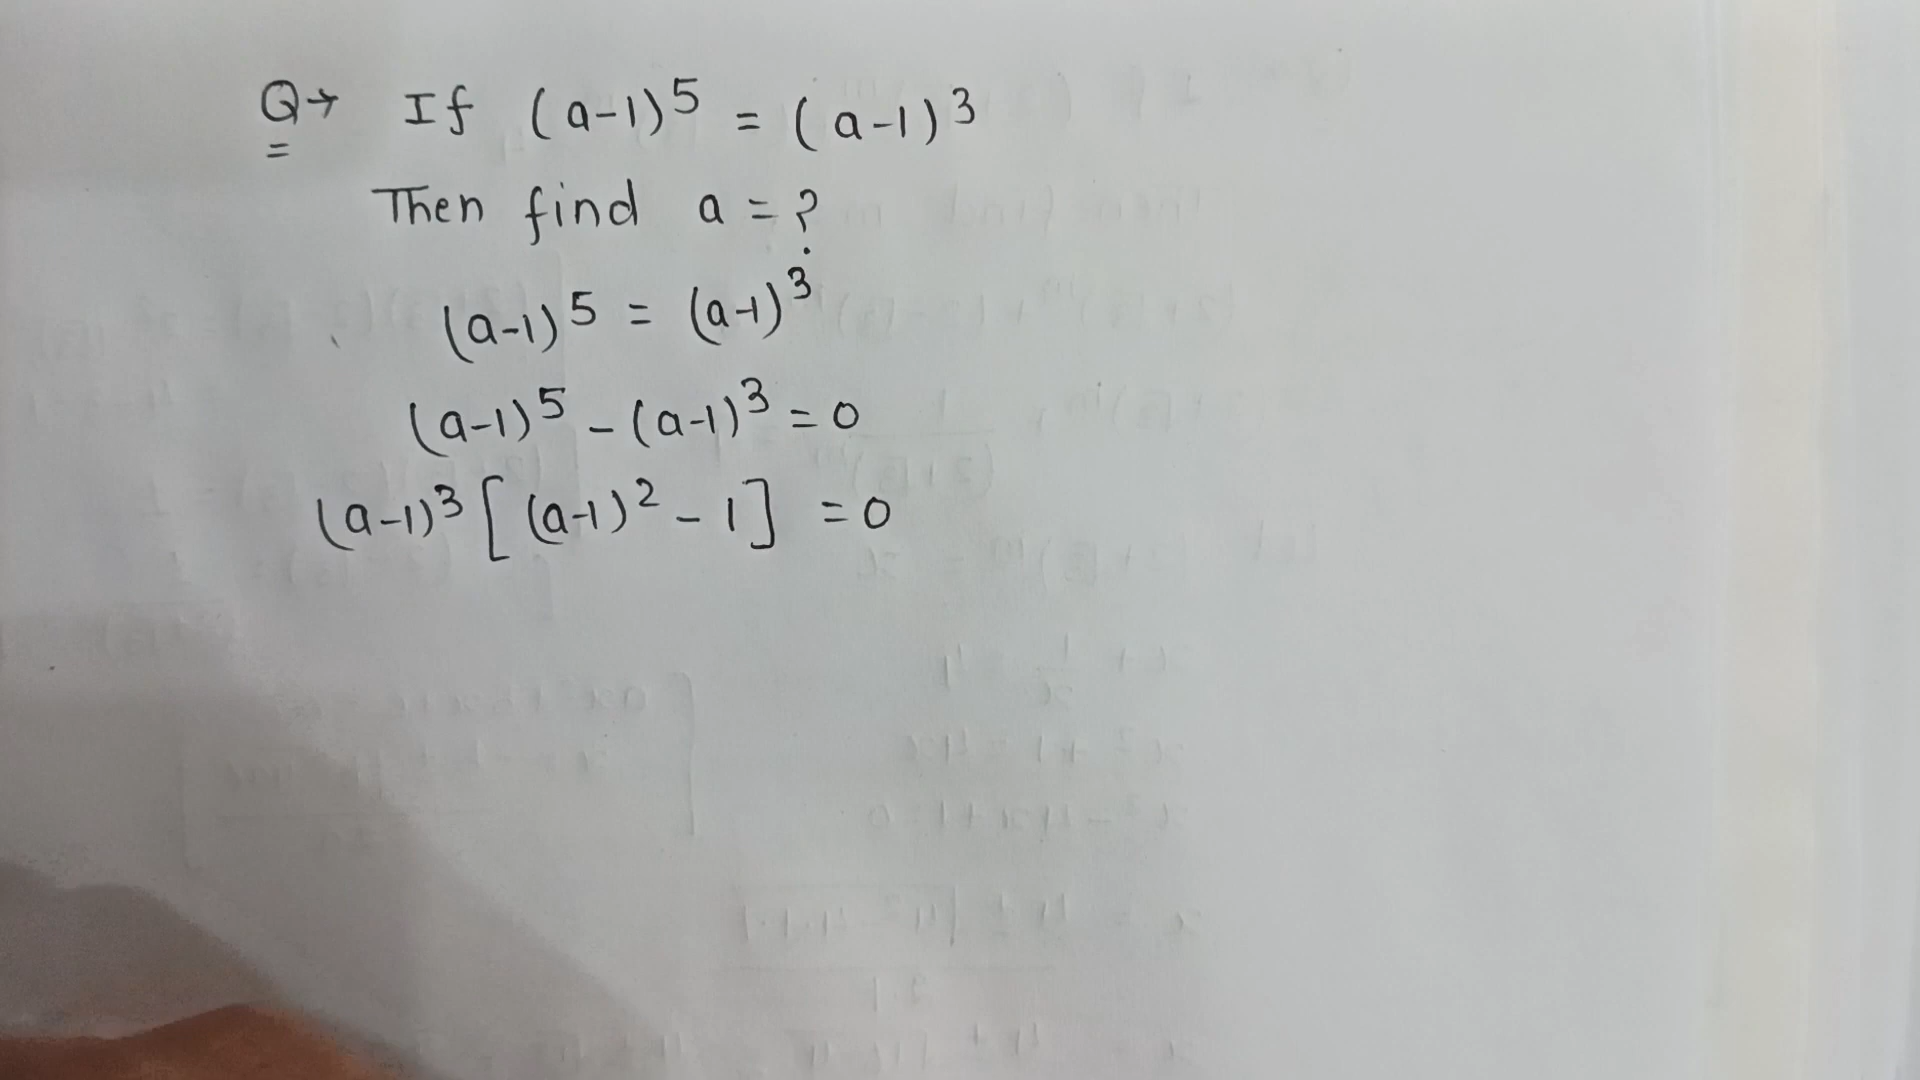 Q→ If (a-1)⁵ = (a-1)³
Then find a = ?
(a-1)⁵ = (a-1)³
(a-1)⁵ - (a-1)³ = 0
(a-1)³ [(a-1)² - 1] = 0